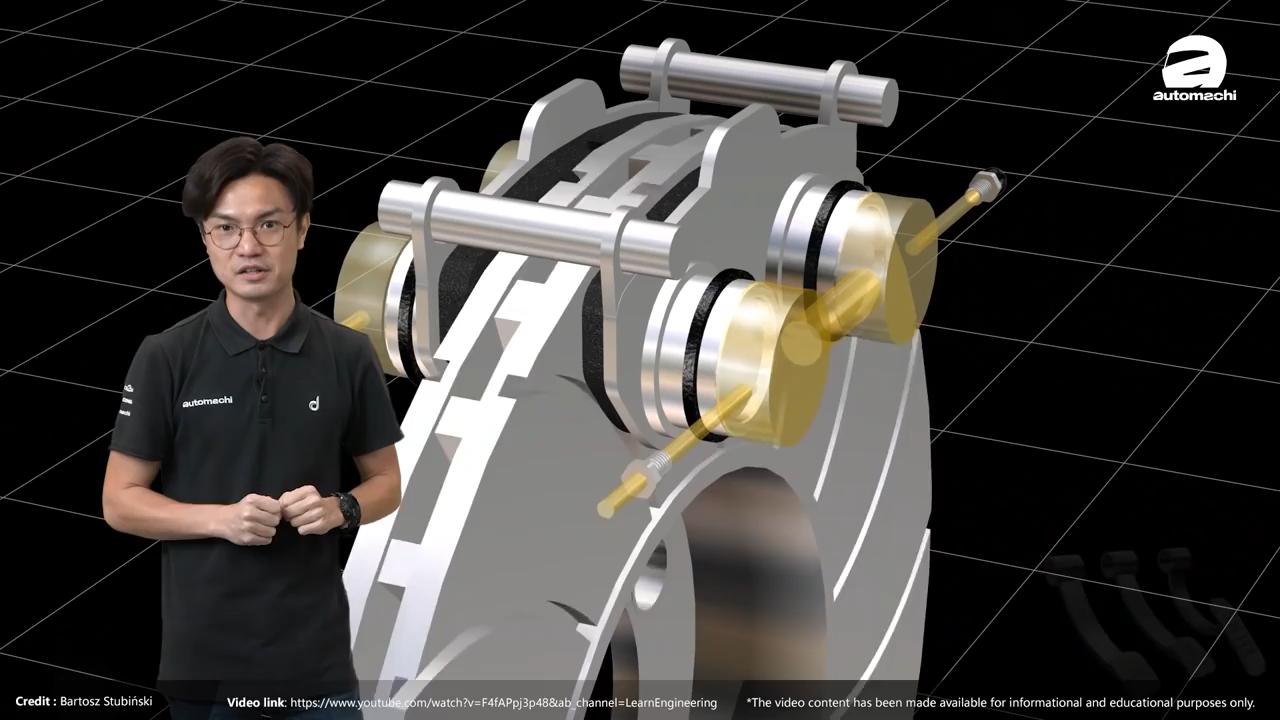 automachi
automachi
Credit : Bartosz Stubiński
Video link: https://www.youtube.com/watch?v=F4fAPpj3p48&ab_channel=LearnEngineering
*The video content has been made available for informational and educational purposes only.